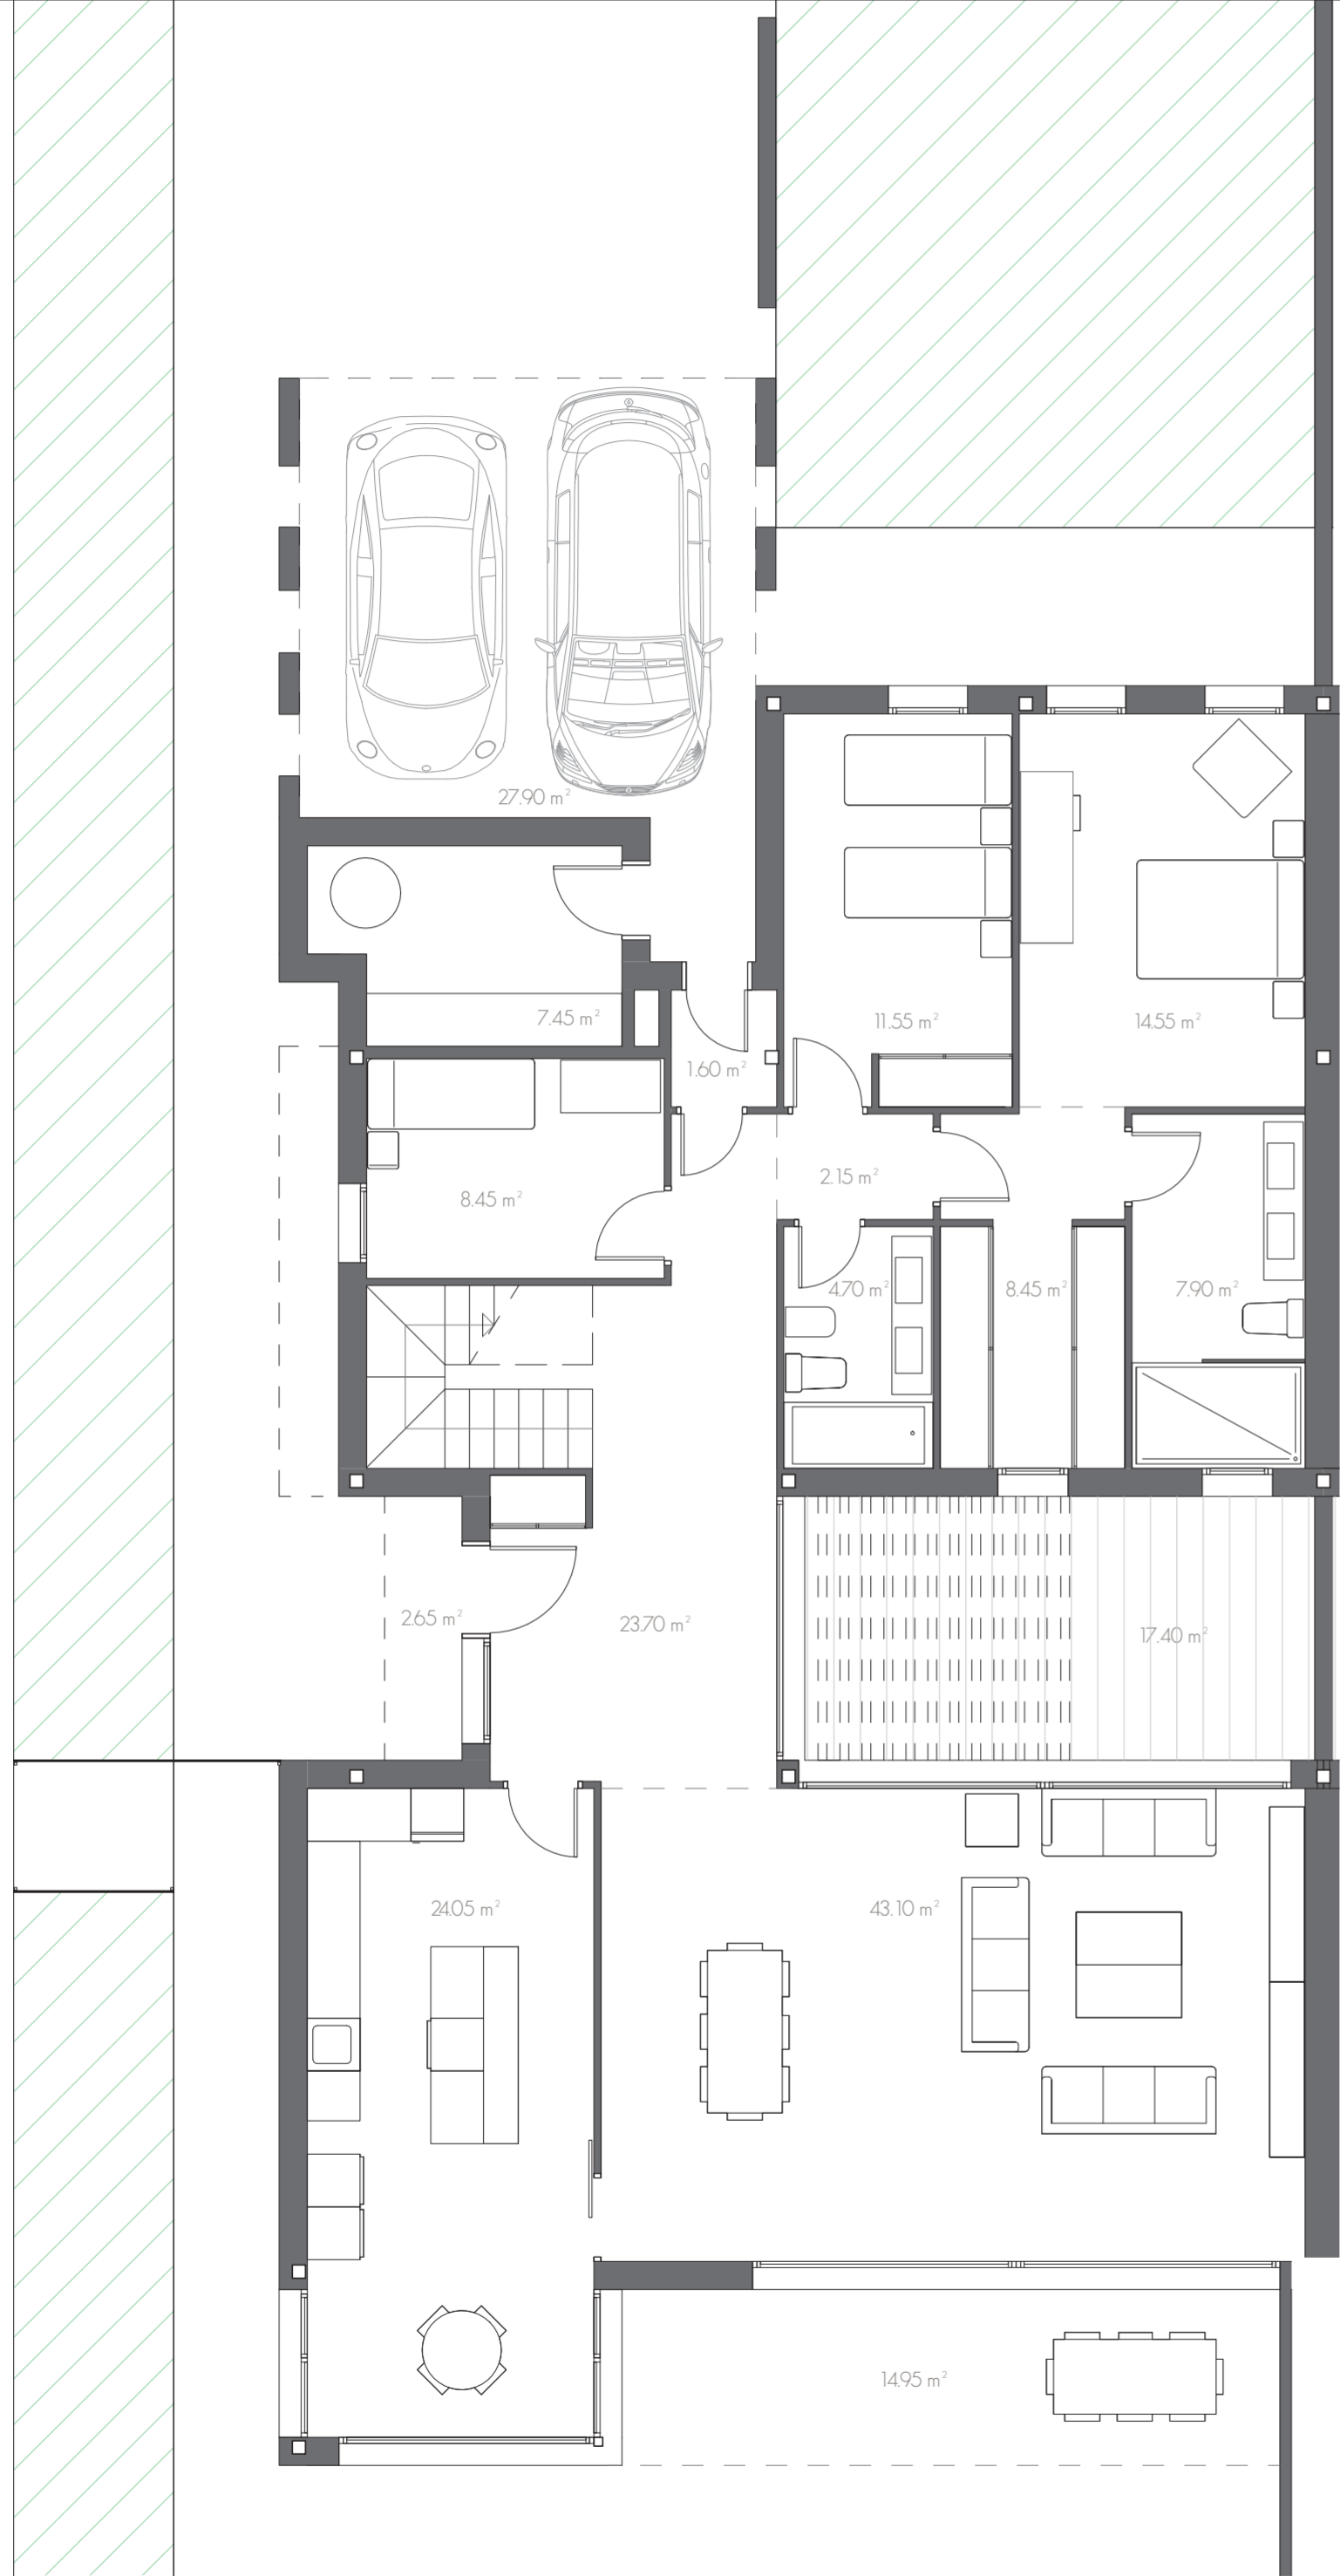 27.90 m²
7.45 m²
11.55 m²
14.55 m²
1.60 m²
2.15 m²
8.45 m²
4.70 m²
8.45 m²
7.90 m²
2.65 m²
23.70 m²
17.40 m²
24.05 m²
43.10 m²
14.95 m²